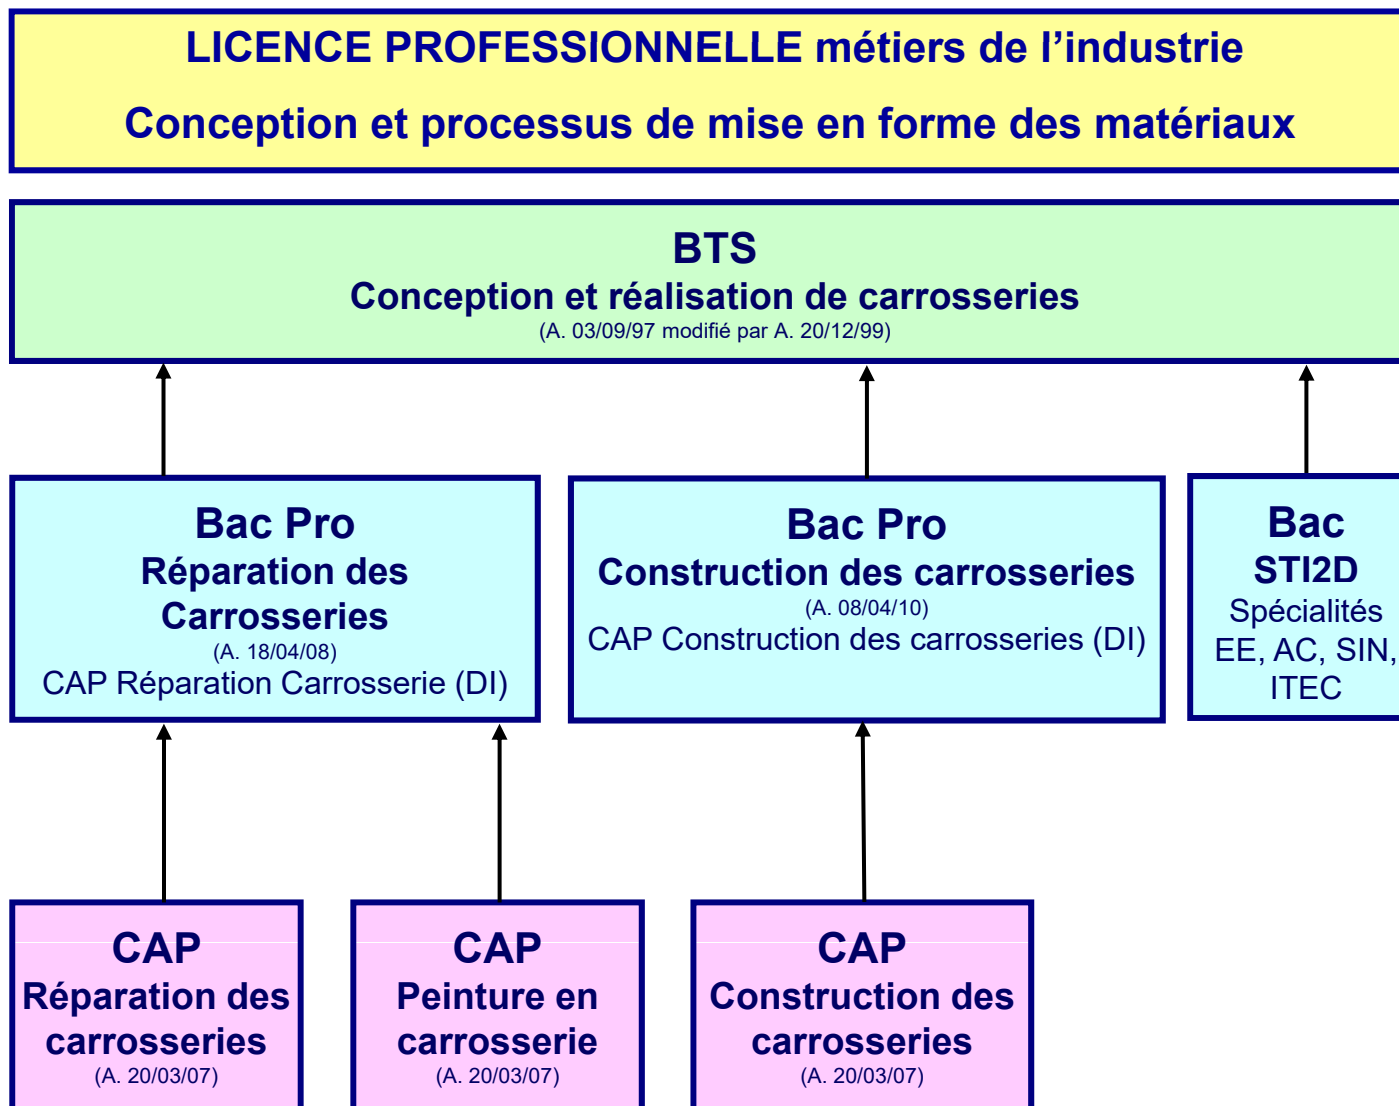 LICENCE PROFESSIONNELLE métiers de l’industrie
Conception et processus de mise en forme des matériaux
BTS
Conception et réalisation de carrosseries
(A. 03/09/97 modifié par A. 20/12/99)
Bac Pro
Réparation des
Carrosseries
(A. 18/04/08)
CAP Réparation Carrosserie (DI)
Bac Pro
Construction des carrosseries
(A. 08/04/10)
CAP Construction des carrosseries (DI)
Bac
STI2D
Spécialités
EE, AC, SIN,
ITEC
CAP
Réparation des
carrosseries
(A. 20/03/07)
CAP
Peinture en
carrosserie
(A. 20/03/07)
CAP
Construction des
carrosseries
(A. 20/03/07)